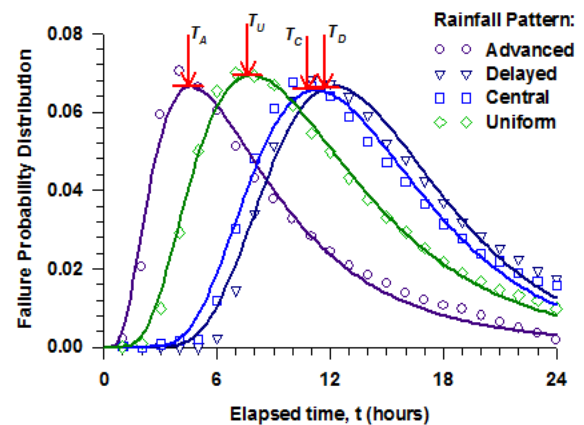 Rainfall Pattern:
Advanced
Delayed
Central
Uniform
T_A
T_U
T_C
T_D
Failure Probability Distribution
0.08
0.06
0.04
0.02
0.00
0 6 12 18 24
Elapsed time, t (hours)